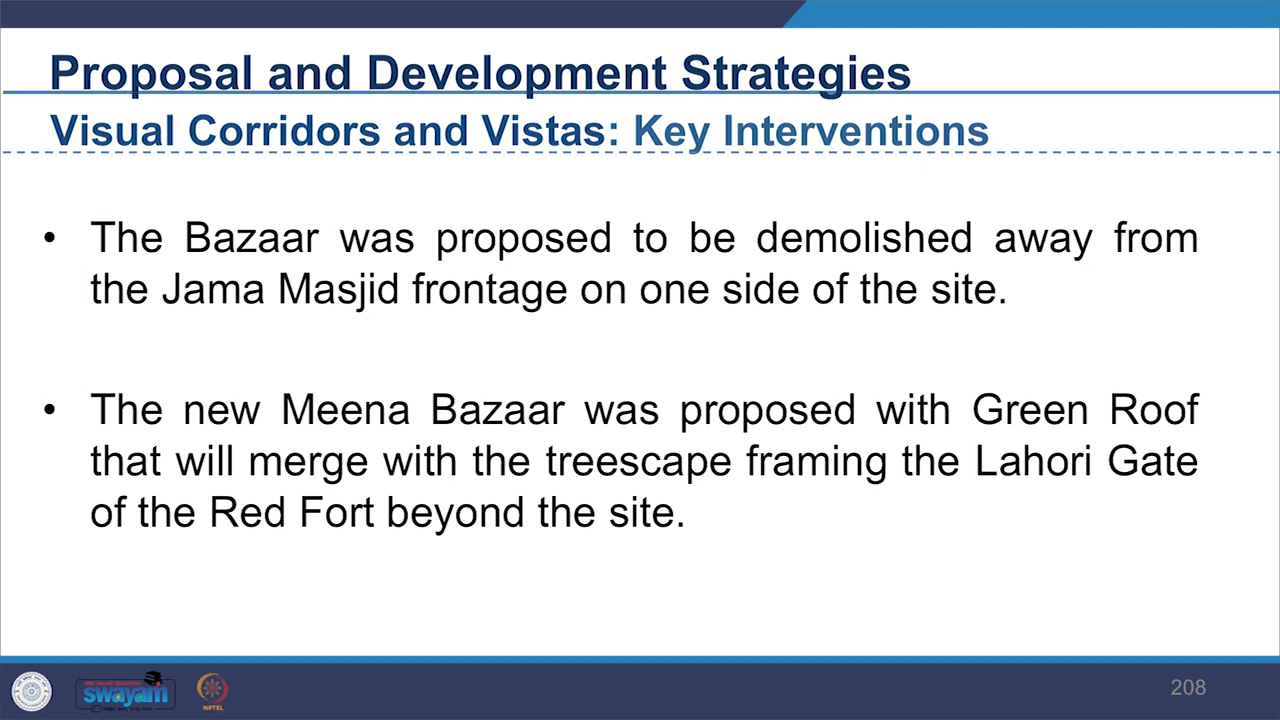 Proposal and Development Strategies
Visual Corridors and Vistas: Key Interventions
• The Bazaar was proposed to be demolished away from
the Jama Masjid frontage on one side of the site.
• The new Meena Bazaar was proposed with Green Roof
that will merge with the treescape framing the Lahori Gate
of the Red Fort beyond the site.
swayam
NPTEL
208